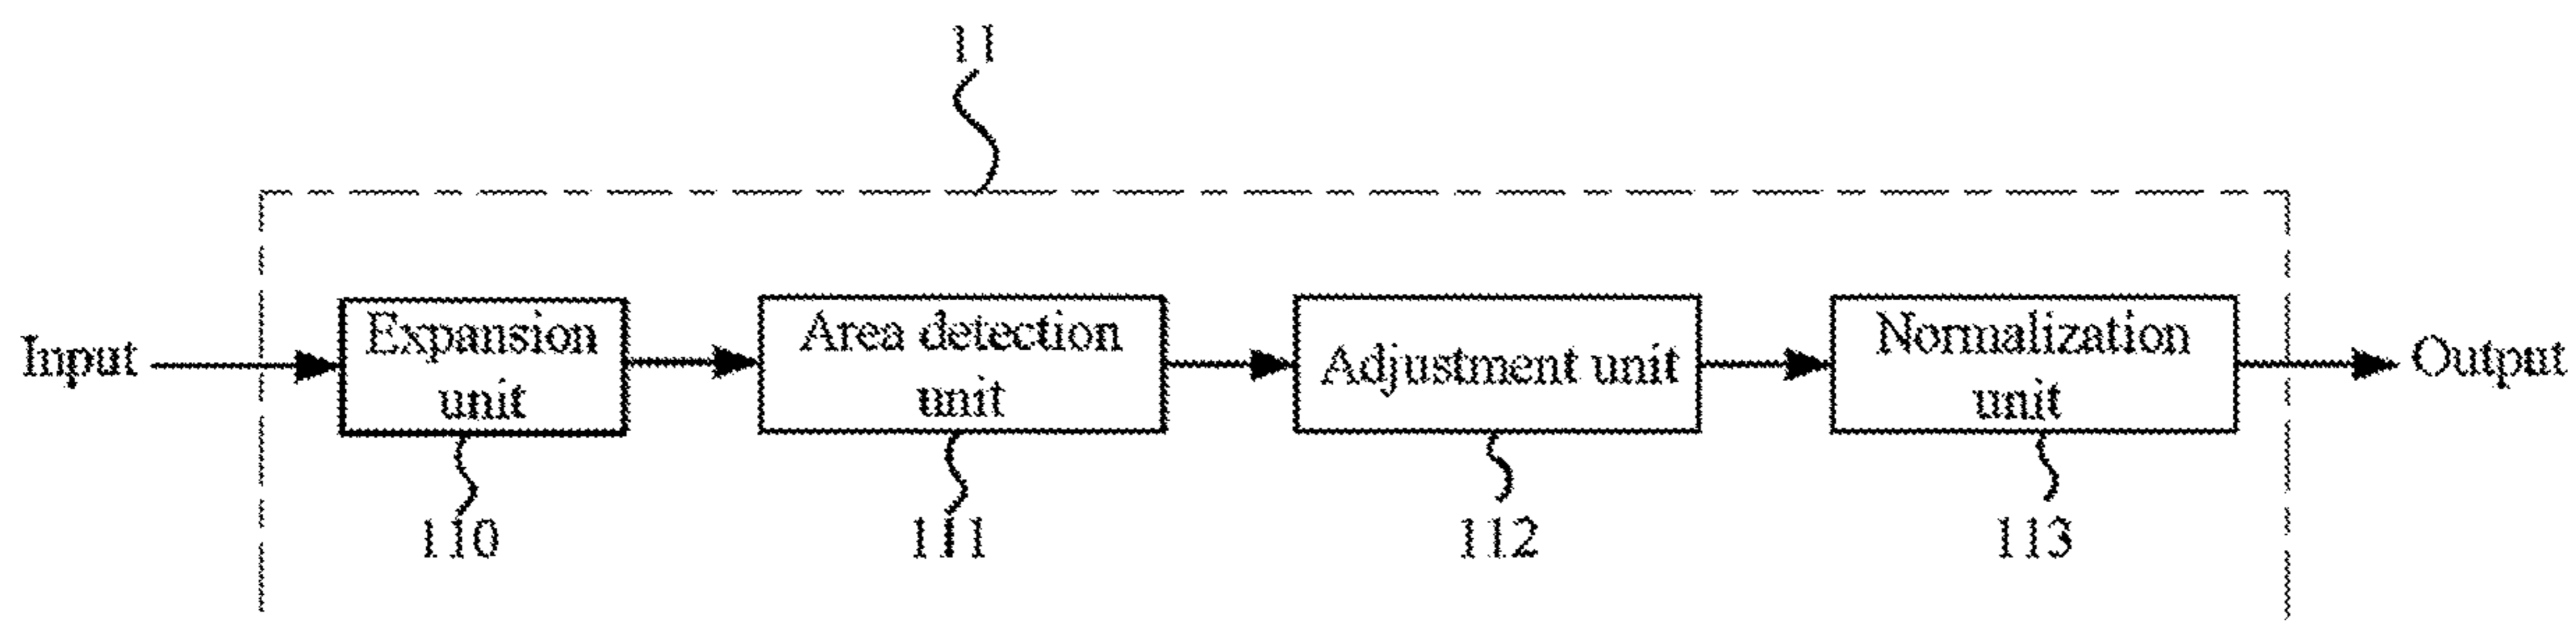 11
Input
Expansion
unit
Area detection
unit
Adjustment unit
Normalization
unit
Output
110
111
112
113